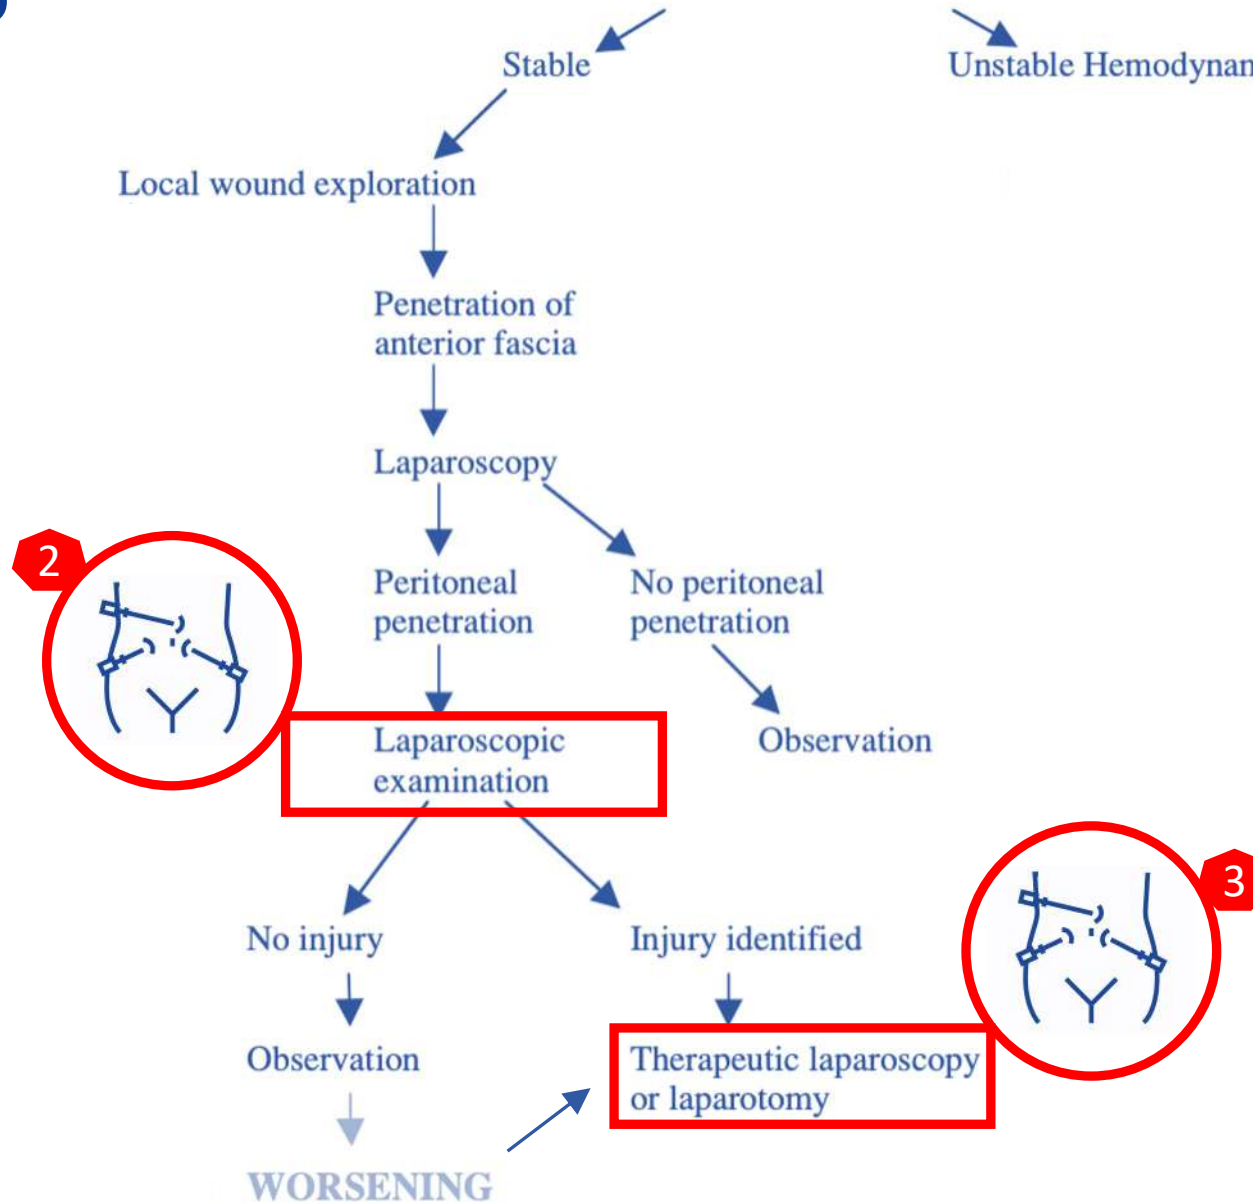 Stable
Unstable Hemodynan
Local wound exploration
Penetration of
anterior fascia
Laparoscopy
2
Peritoneal
penetration
No peritoneal
penetration
Laparoscopic
examination
Observation
3
No injury
Injury identified
Observation
Therapeutic laparoscopy
or laparotomy
WORSENING